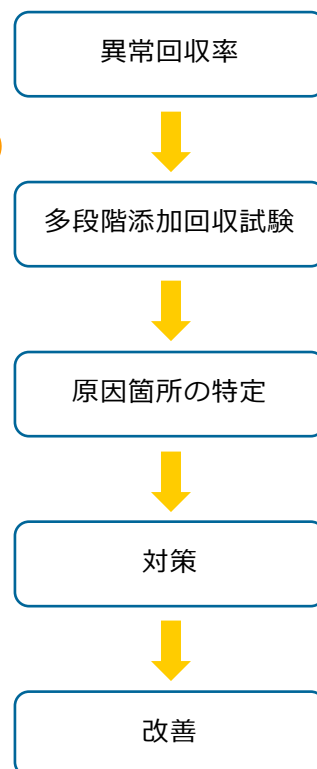 異常回収率
多段階添加回収試験
原因箇所の特定
対策
改善